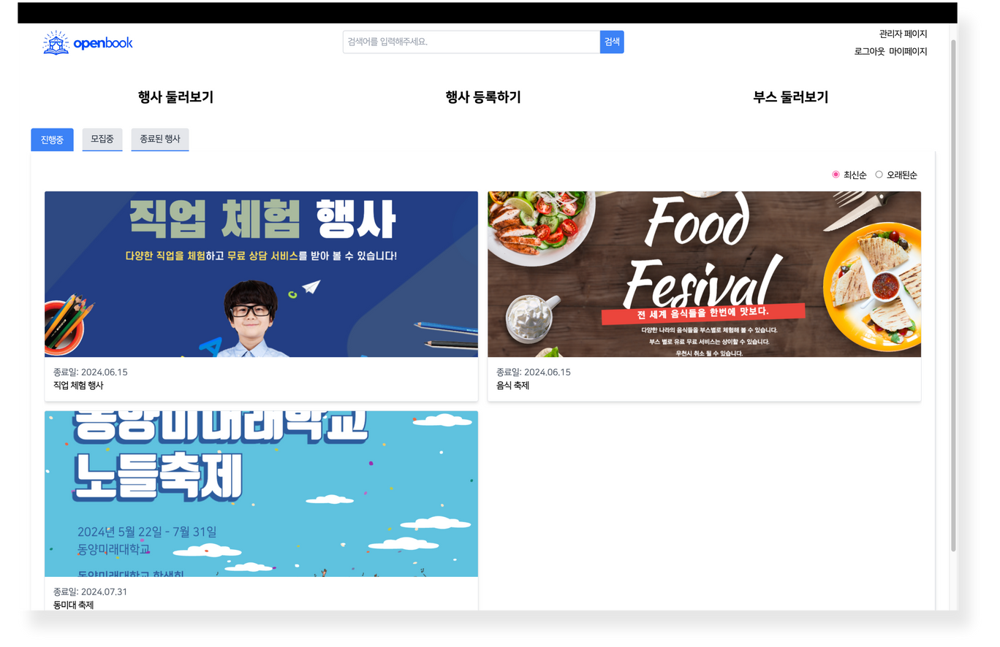 openbook
검색어를 입력해주세요.
검색
관리자 페이지
로그아웃 마이페이지
행사 둘러보기
행사 등록하기
부스 둘러보기
진행중
모집중
종료된 행사
최신순
오래된순
직업 체험 행사
다양한 직업을 체험하고 무료 상담 서비스를 받아 볼 수 있습니다!
종료일: 2024.06.15
직업 체험 행사
Food
Fesival
전 세계 음식들을 한번에 맛보다.
다양한 나라의 음식들을 부스별로 체험해 볼 수 있습니다.
부스 별로 유료 무료 서비스는 상이할 수 있습니다.
우천시 취소 될 수 있습니다.
종료일: 2024.06.15
음식 축제
동양미래대학교
노들축제
2024년 5월 22일 - 7월 31일
동양미래대학교
동양미래대학교 학생회
종료일: 2024.07.31
동미대 축제